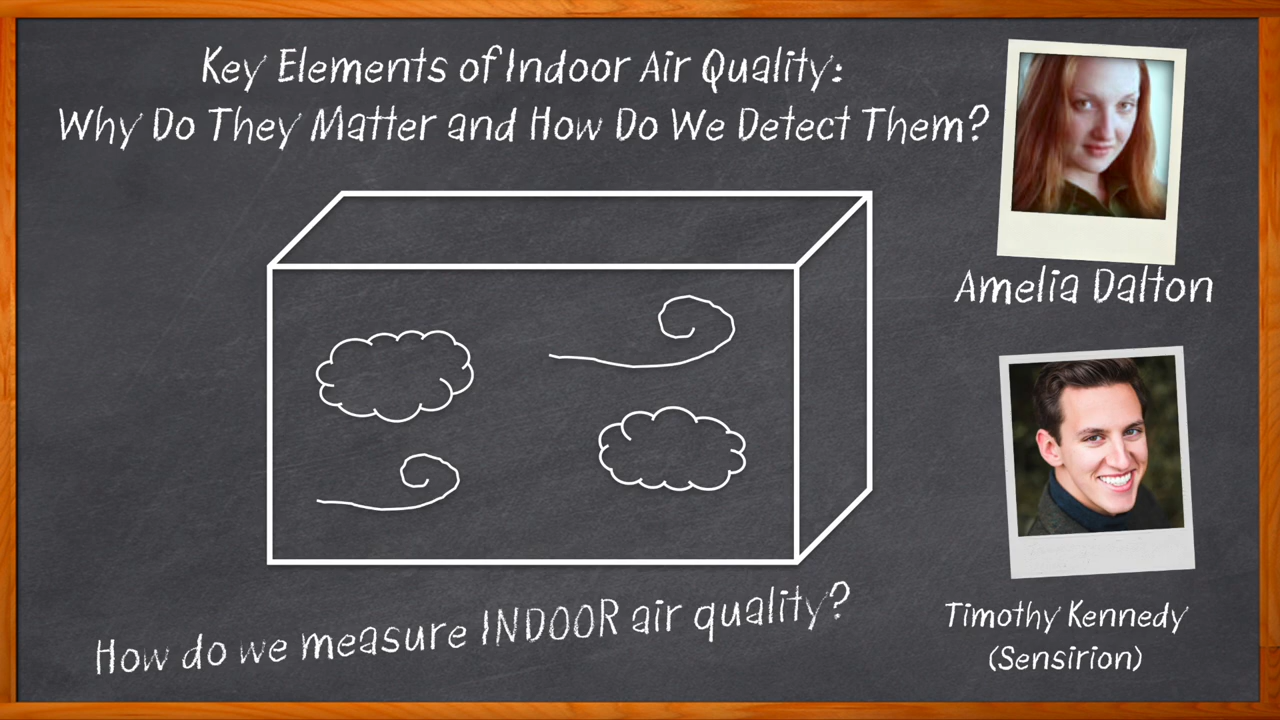 Key Elements of Indoor Air Quality:
Why Do They Matter and How Do We Detect Them?
Amelia Dalton
How do we measure INDOOR air quality?
Timothy Kennedy
(Sensirion)